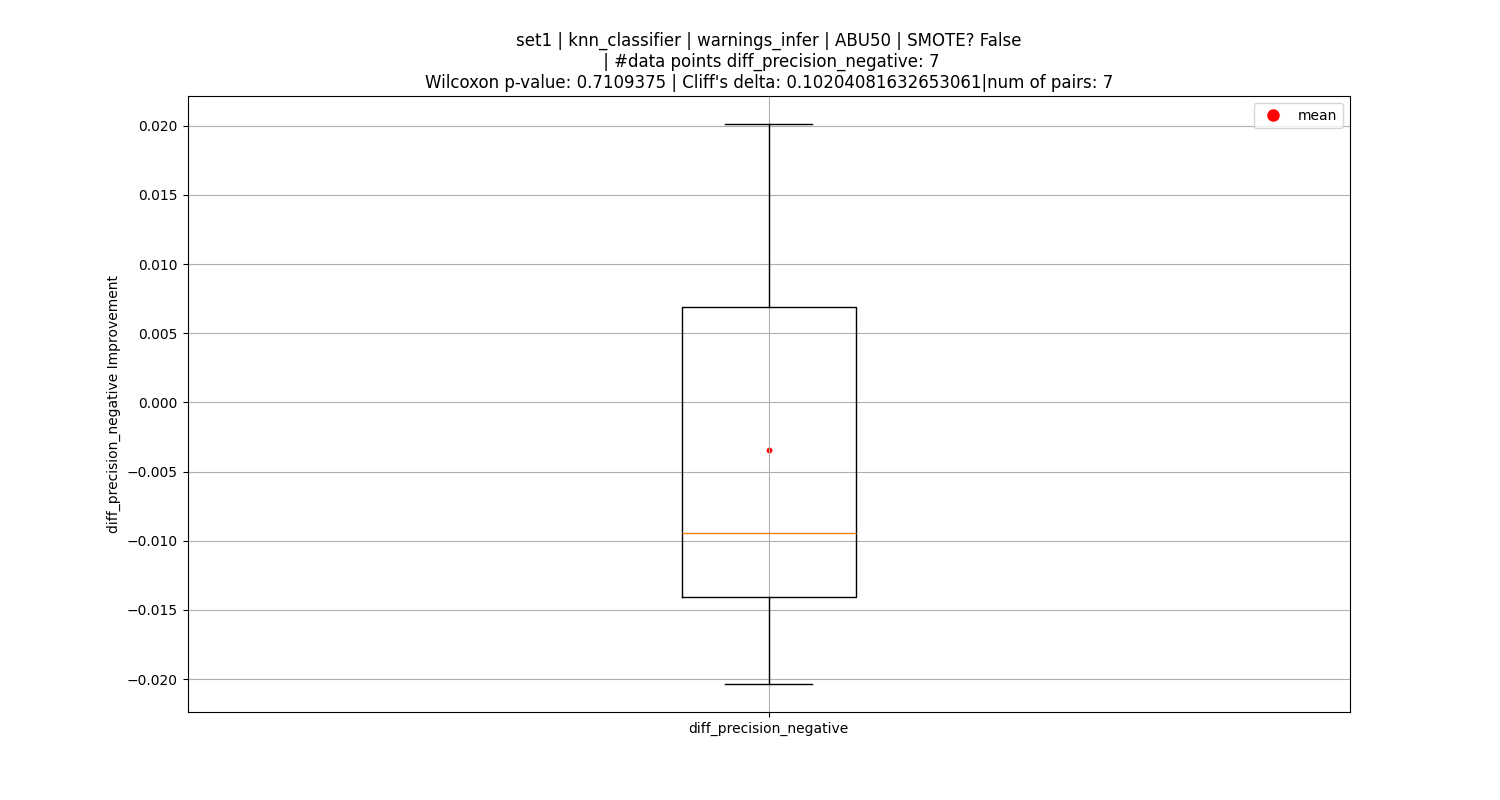 set1 | knn_classifier | warnings_infer | ABU50 | SMOTE? False
| #data points diff_precision_negative: 7
Wilcoxon p-value: 0.7109375 | Cliff's delta: 0.10204081632653061|num of pairs: 7
mean
0.020
0.015
0.010
0.005
0.000
−0.005
−0.010
−0.015
−0.020
diff_precision_negative Improvement
diff_precision_negative